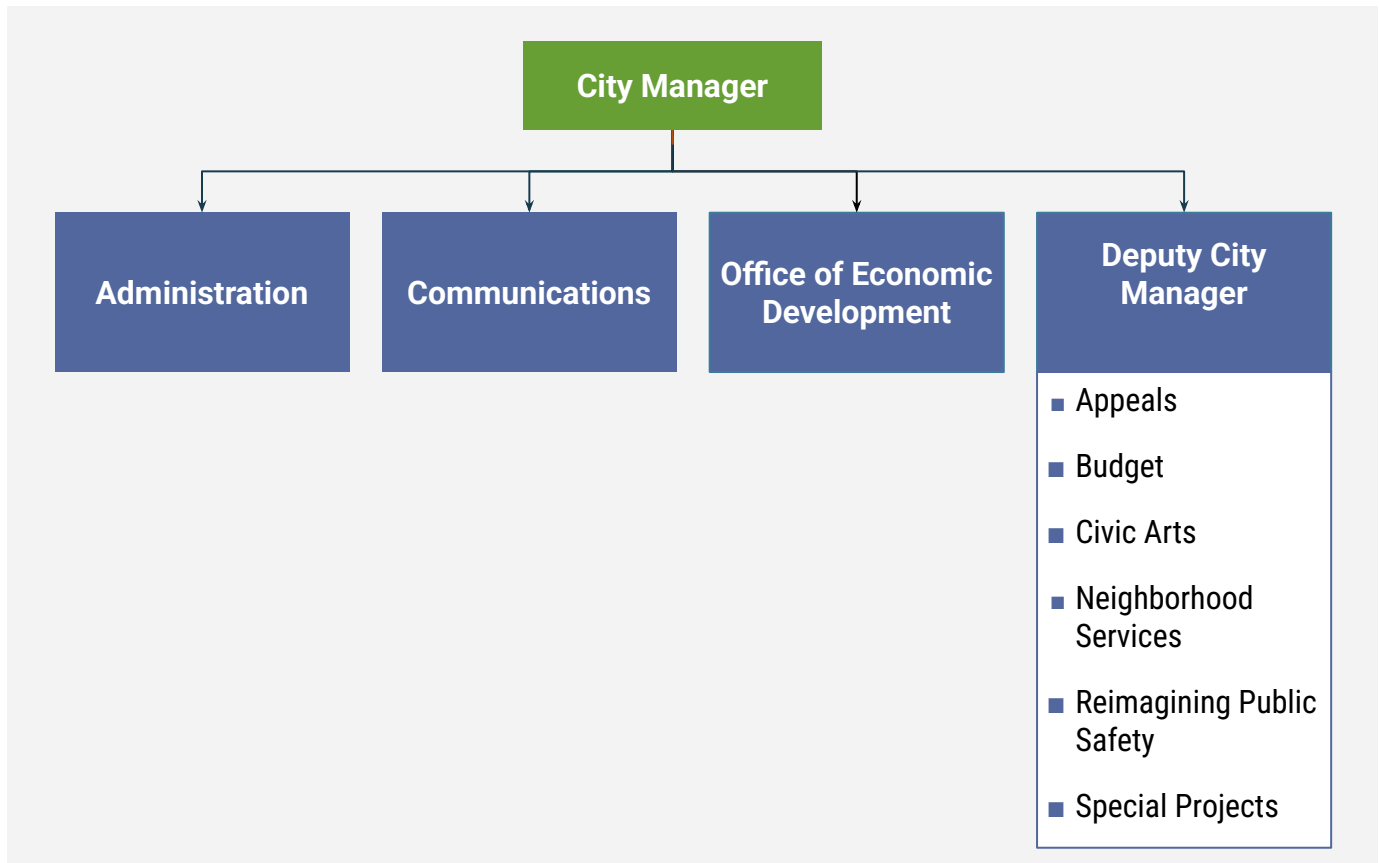 City Manager
Administration
Communications
Office of Economic
Development
Deputy City
Manager
Appeals
Budget
Civic Arts
Neighborhood
Services
Reimagining Public
Safety
Special Projects